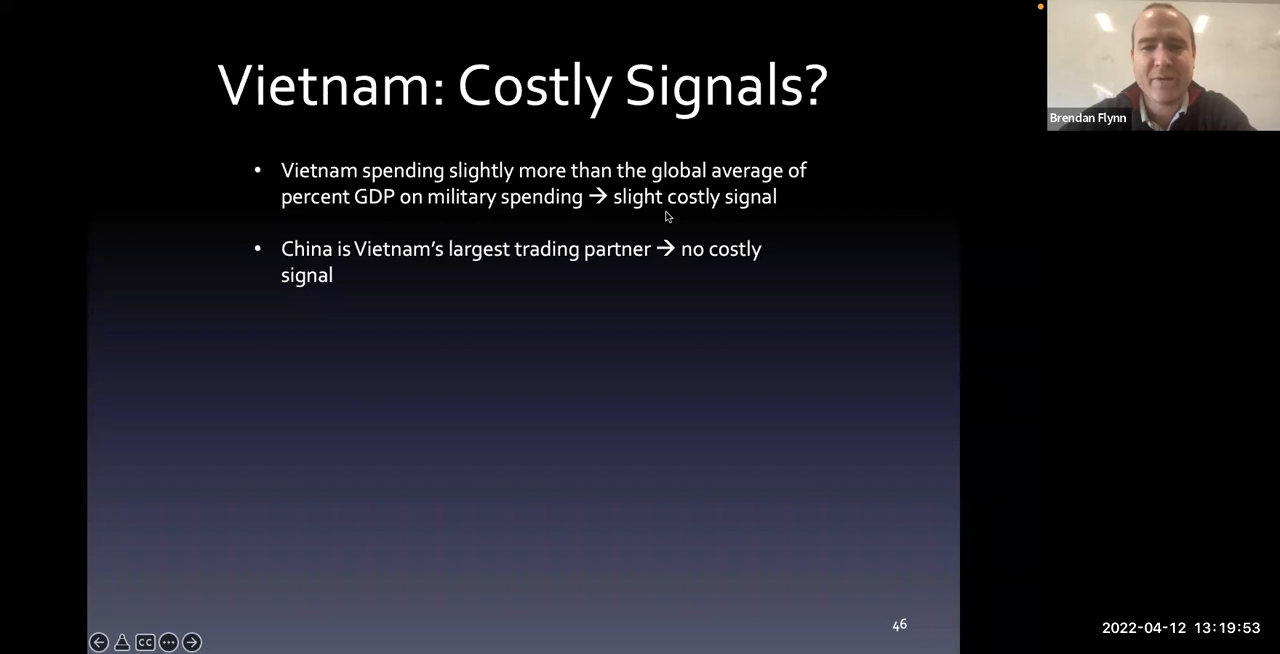 Vietnam: Costly Signals?
Brendan Flynn
• Vietnam spending slightly more than the global average of
percent GDP on military spending → slight costly signal
• China is Vietnam’s largest trading partner → no costly
signal
46
CC
2022-04-12 13:19:53